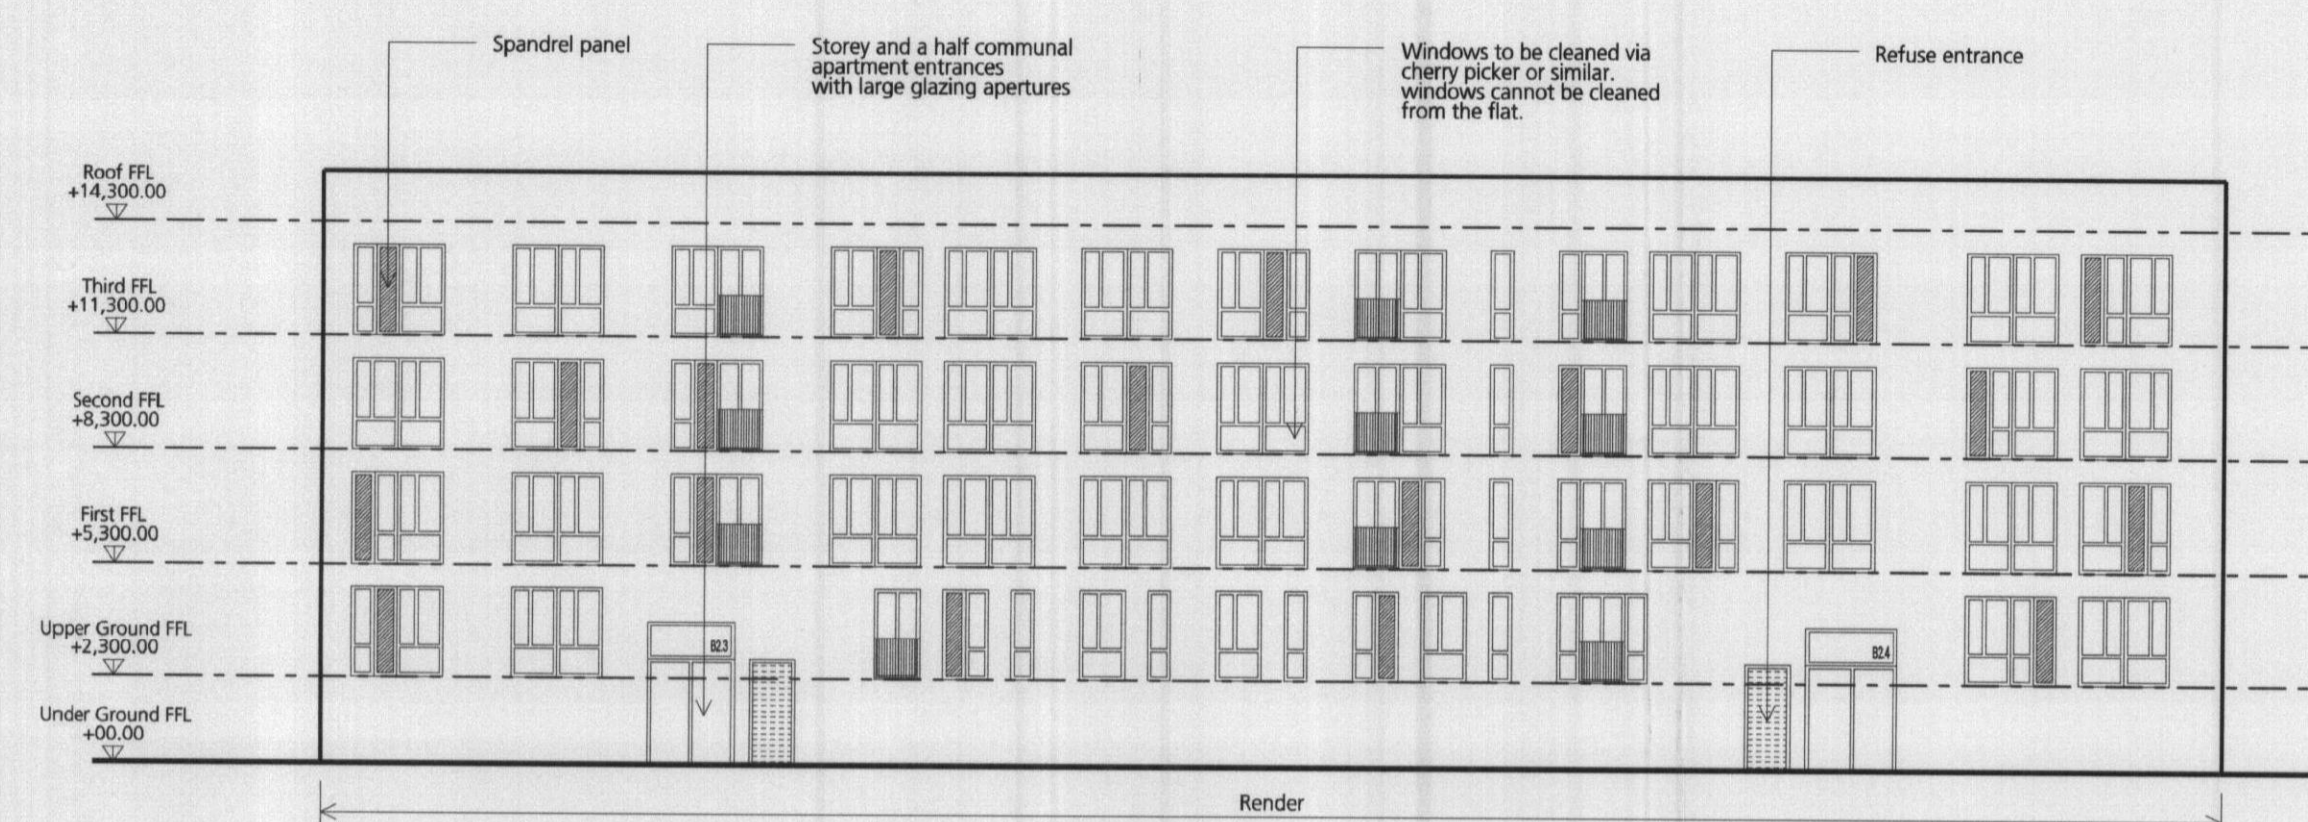 Spandrel panel
Storey and a half communal
apartment entrances
with large glazing apertures
Windows to be cleaned via
cherry picker or similar.
windows cannot be cleaned
from the flat.
Refuse entrance
Roof FFL
+14,300.00
Third FFL
+11,300.00
Second FFL
+8,300.00
First FFL
+5,300.00
Upper Ground FFL
+2,300.00
B2.3
B2.4
Under Ground FFL
+00.00
Render